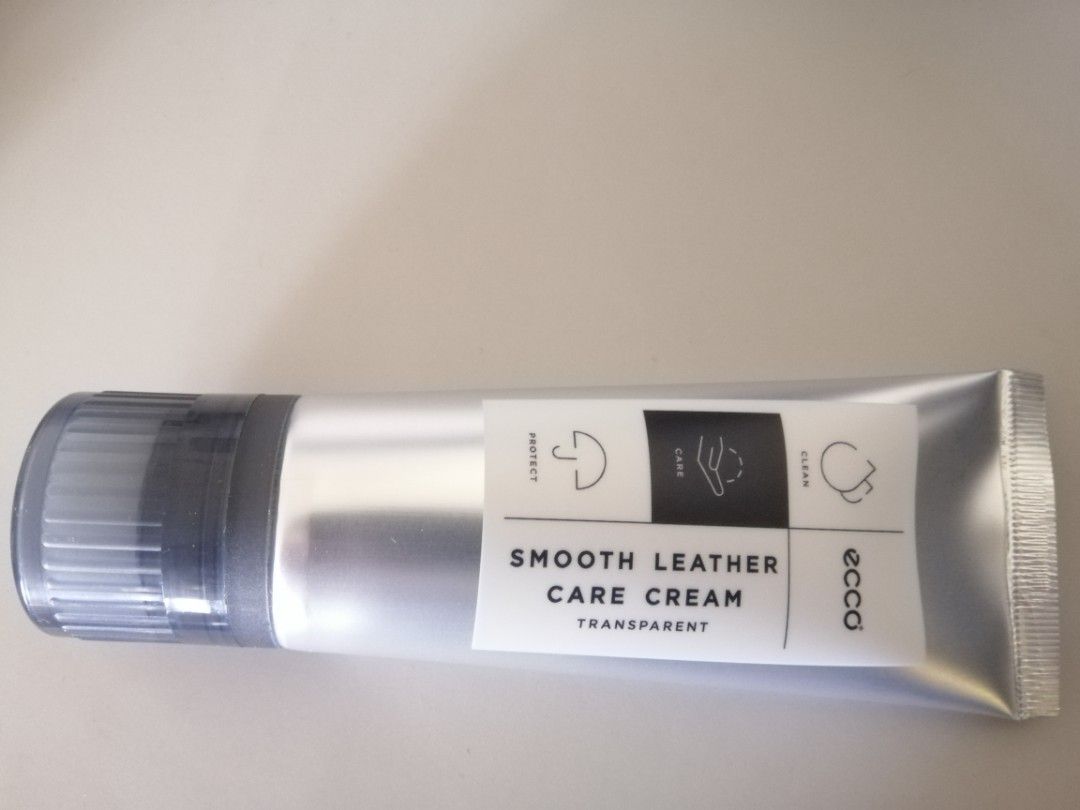 PROTECT
CARE
CLEAN
SMOOTH LEATHER
CARE CREAM
TRANSPARENT
ecco®